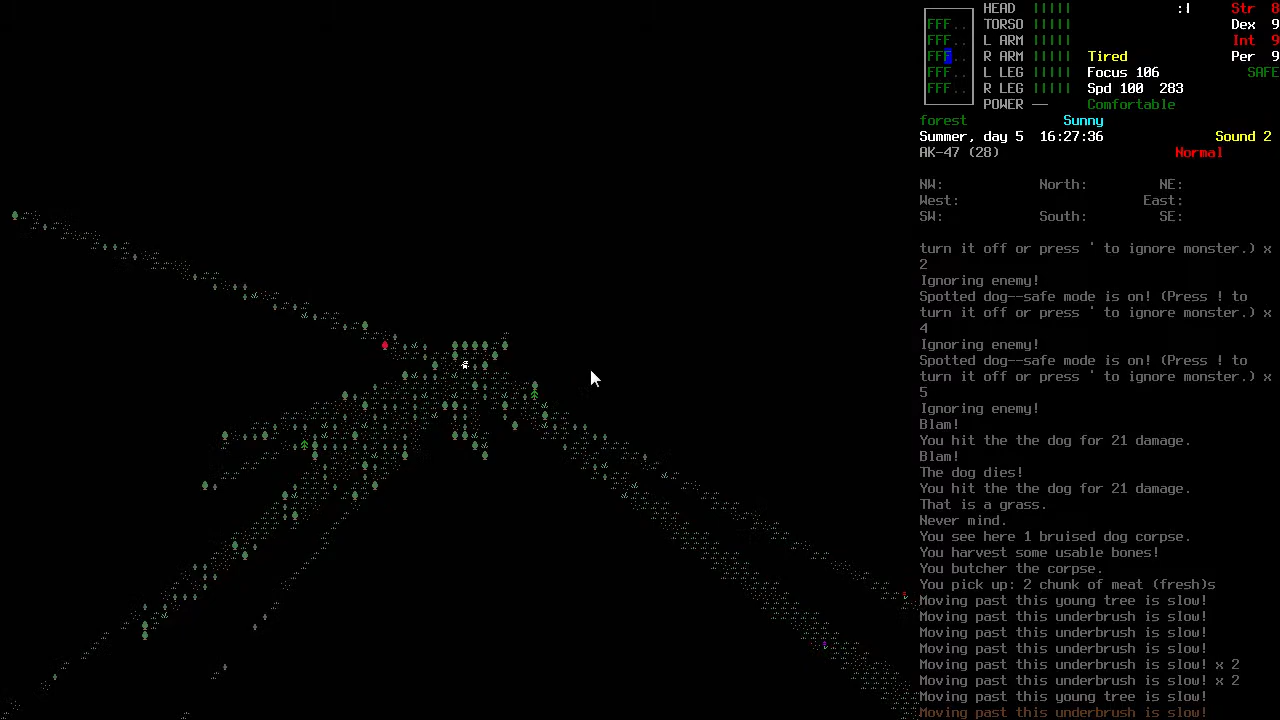 HEAD ||||| :| Str 8
FFF.. TORSO ||||| Dex 9
FFF.. L ARM ||||| Int 9
FFF.. R ARM ||||| Tired Per 9
FFF.. L LEG ||||| Focus 106 SAFE
FFF.. R LEG ||||| Spd 100 283
POWER — Comfortable
forest Sunny
Summer, day 5 16:27:36 Sound 2
AK-47 (28) Normal
NW: North: NE:
West: East:
SW: South: SE:
turn it off or press ' to ignore monster.) x
2
Ignoring enemy!
Spotted dog--safe mode is on! (Press ! to
turn it off or press ' to ignore monster.) x
4
Ignoring enemy!
Spotted dog--safe mode is on! (Press ! to
turn it off or press ' to ignore monster.) x
5
Ignoring enemy!
Blam!
You hit the the dog for 21 damage.
Blam!
The dog dies!
You hit the the dog for 21 damage.
That is a grass.
Never mind.
You see here 1 bruised dog corpse.
You harvest some usable bones!
You butcher the corpse.
You pick up: 2 chunk of meat (fresh)s
Moving past this young tree is slow!
Moving past this underbrush is slow!
Moving past this underbrush is slow!
Moving past this underbrush is slow!
Moving past this underbrush is slow! x 2
Moving past this underbrush is slow! x 2
Moving past this young tree is slow!
Moving past this underbrush is slow!